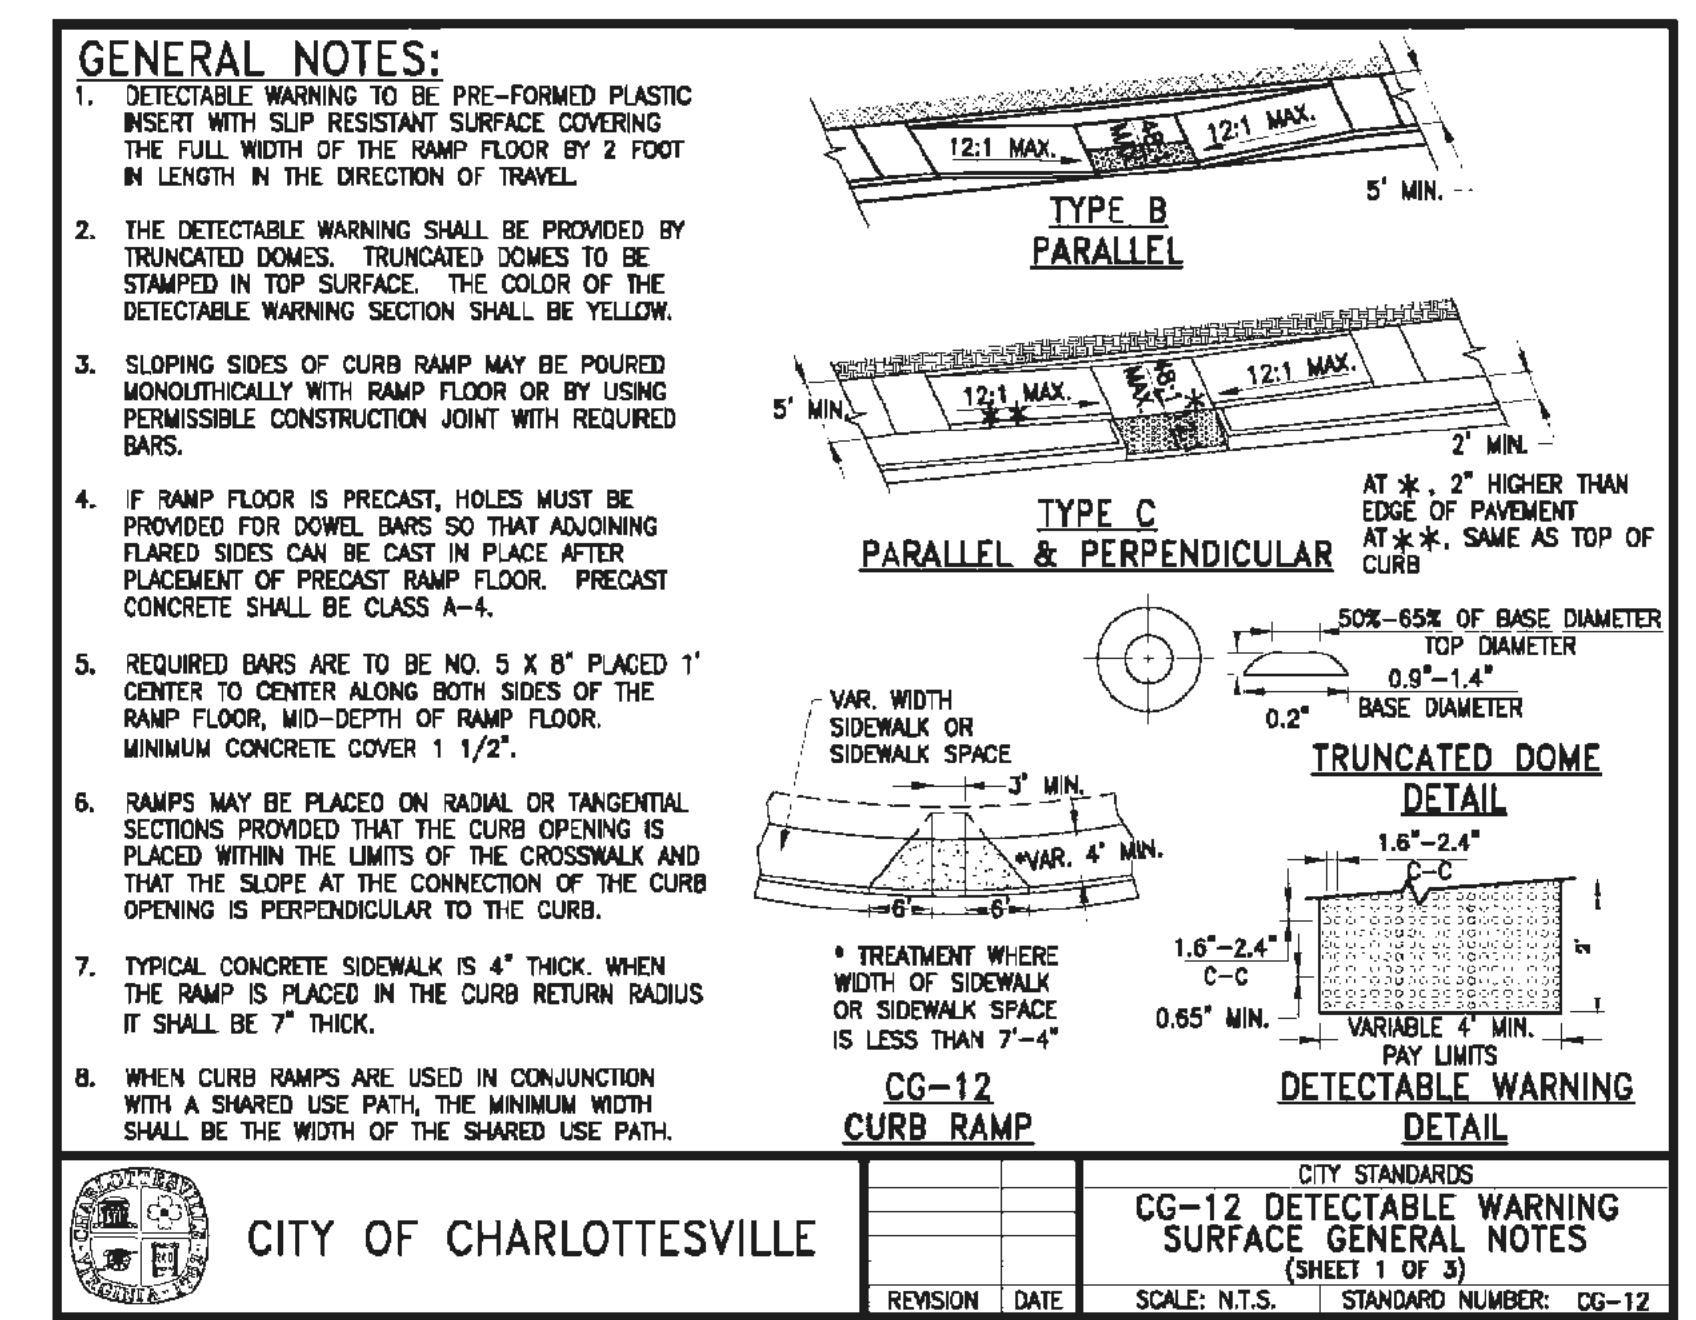 GENERAL NOTES:
1. DETECTABLE WARNING TO BE PRE-FORMED PLASTIC
INSERT WITH SLIP RESISTANT SURFACE COVERING
THE FULL WIDTH OF THE RAMP FLOOR BY 2 FOOT
IN LENGTH IN THE DIRECTION OF TRAVEL
2. THE DETECTABLE WARNING SHALL BE PROVIDED BY
TRUNCATED DOMES. TRUNCATED DOMES TO BE
STAMPED IN TOP SURFACE. THE COLOR OF THE
DETECTABLE WARNING SECTION SHALL BE YELLOW.
3. SLOPING SIDES OF CURB RAMP MAY BE POURED
MONOLITHICALLY WITH RAMP FLOOR OR BY USING
PERMISSIBLE CONSTRUCTION JOINT WITH REQUIRED
BARS.
4. IF RAMP FLOOR IS PRECAST, HOLES MUST BE
PROVIDED FOR DOWEL BARS SO THAT ADJOINING
FLARED SIDES CAN BE CAST IN PLACE AFTER
PLACEMENT OF PRECAST RAMP FLOOR. PRECAST
CONCRETE SHALL BE CLASS A-4.
5. REQUIRED BARS ARE TO BE NO. 5 X 8" PLACED 1'
CENTER TO CENTER ALONG BOTH SIDES OF THE
RAMP FLOOR, MID-DEPTH OF RAMP FLOOR.
MINIMUM CONCRETE COVER 1 1/2".
6. RAMPS MAY BE PLACED ON RADIAL OR TANGENTIAL
SECTIONS PROVIDED THAT THE CURB OPENING IS
PLACED WITHIN THE LIMITS OF THE CROSSWALK AND
THAT THE SLOPE AT THE CONNECTION OF THE CURB
OPENING IS PERPENDICULAR TO THE CURB.
7. TYPICAL CONCRETE SIDEWALK IS 4" THICK. WHEN
THE RAMP IS PLACED IN THE CURB RETURN RADIUS
IT SHALL BE 7" THICK.
8. WHEN CURB RAMPS ARE USED IN CONJUNCTION
WITH A SHARED USE PATH, THE MINIMUM WIDTH
SHALL BE THE WIDTH OF THE SHARED USE PATH.
12:1 MAX.
12:1 MAX.
5' MIN.
TYPE B
PARALLEL
5' MIN.
12:1 MAX.
**
48:1
MAX.
*
12:1 MAX.
2' MIN.
TYPE C
PARALLEL & PERPENDICULAR
AT *, 2" HIGHER THAN
EDGE OF PAVEMENT
AT **, SAME AS TOP OF
CURB
50%-65% OF BASE DIAMETER
TOP DIAMETER
0.9"-1.4"
BASE DIAMETER
0.2"
TRUNCATED DOME
DETAIL
VAR. WIDTH
SIDEWALK OR
SIDEWALK SPACE
3' MIN.
*VAR. 4' MIN.
6'
6'
* TREATMENT WHERE
WIDTH OF SIDEWALK
OR SIDEWALK SPACE
IS LESS THAN 7'-4"
CG-12
CURB RAMP
1.6"-2.4"
C-C
1.6"-2.4"
C-C
0.65" MIN.
2'
VARIABLE 4' MIN.
PAY LIMITS
DETECTABLE WARNING
DETAIL
CHARLOTTESVILLE
VIRGINIA-1762
CITY OF CHARLOTTESVILLE
REVISION
DATE
CITY STANDARDS
CG-12 DETECTABLE WARNING
SURFACE GENERAL NOTES
(SHEET 1 OF 3)
SCALE: N.T.S.
STANDARD NUMBER: CG-12